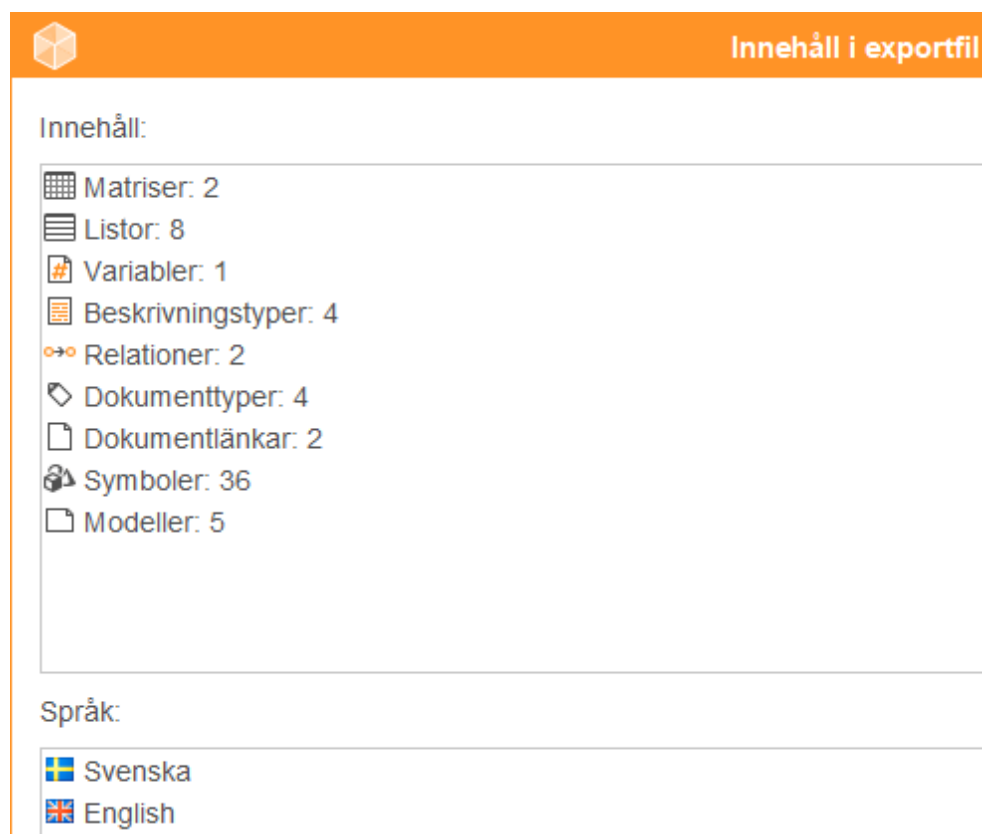 Innehåll i exportfil
Innehåll:
Matriser: 2
Listor: 8
Variabler: 1
Beskrivningstyper: 4
Relationer: 2
Dokumenttyper: 4
Dokumentlänkar: 2
Symboler: 36
Modeller: 5
Språk:
Svenska
English